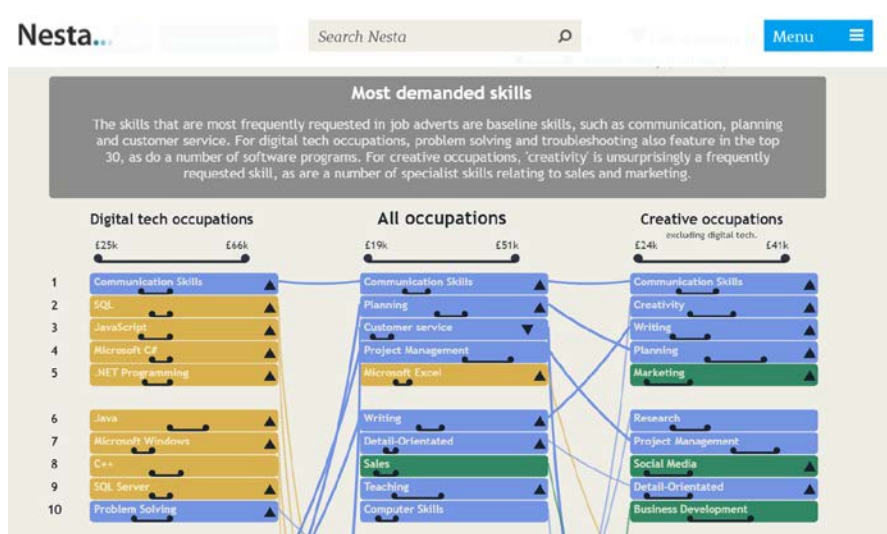 Nesta...
Search Nesta
Menu
Most demanded skills
The skills that are most frequently requested in job adverts are baseline skills, such as communication, planning
and customer service. For digital tech occupations, problem solving and troubleshooting also feature in the top
30, as do a number of software programs. For creative occupations, 'creativity' is unsurprisingly a frequently
requested skill, as are a number of specialist skills relating to sales and marketing.
Digital tech occupations
£25k £66k
All occupations
£19k £51k
Creative occupations
excluding digital tech.
£24k £41k
1 Communication Skills Communication Skills Communication Skills
2 SQL Planning Creativity
3 JavaScript Customer service Writing
4 Microsoft C# Project Management Planning
5 .NET Programming Microsoft Excel Marketing
6 Java Writing Research
7 Microsoft Windows Detail-Orientated Project Management
8 C++ Sales Social Media
9 SQL Server Teaching Detail-Orientated
10 Problem Solving Computer Skills Business Development